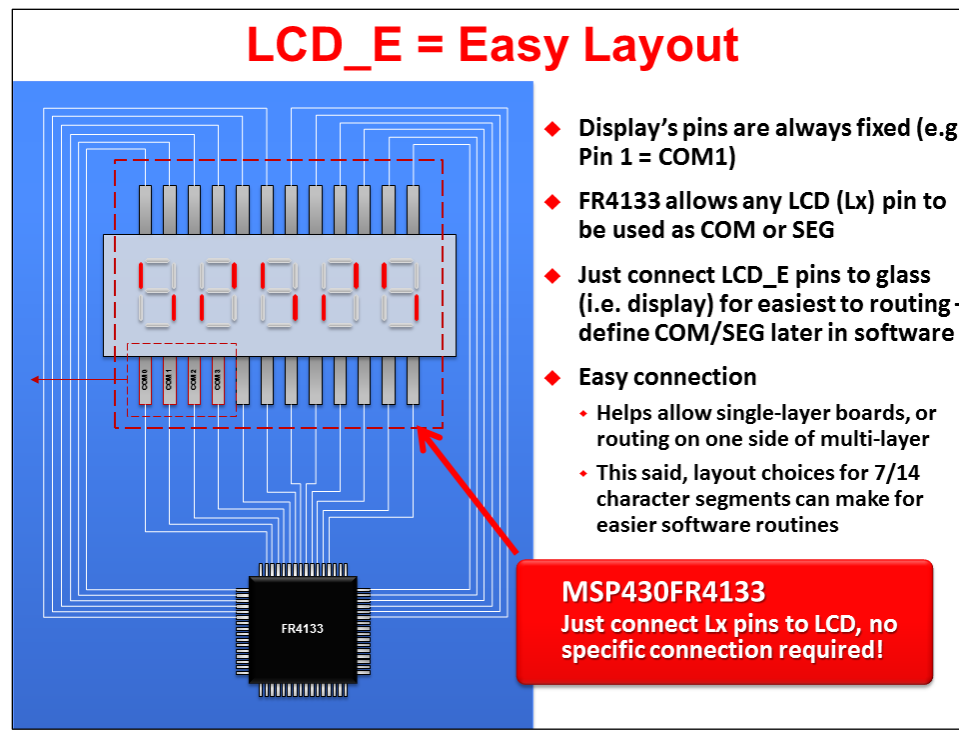 LCD_E = Easy Layout
Display's pins are always fixed (e.g
Pin 1 = COM1)
FR4133 allows any LCD (Lx) pin to
be used as COM or SEG
Just connect LCD_E pins to glass
(i.e. display) for easiest to routing -
define COM/SEG later in software
Easy connection
Helps allow single-layer boards, or
routing on one side of multi-layer
This said, layout choices for 7/14
character segments can make for
easier software routines
COM0
COM1
COM2
COM3
FR4133
MSP430FR4133
Just connect Lx pins to LCD, no
specific connection required!